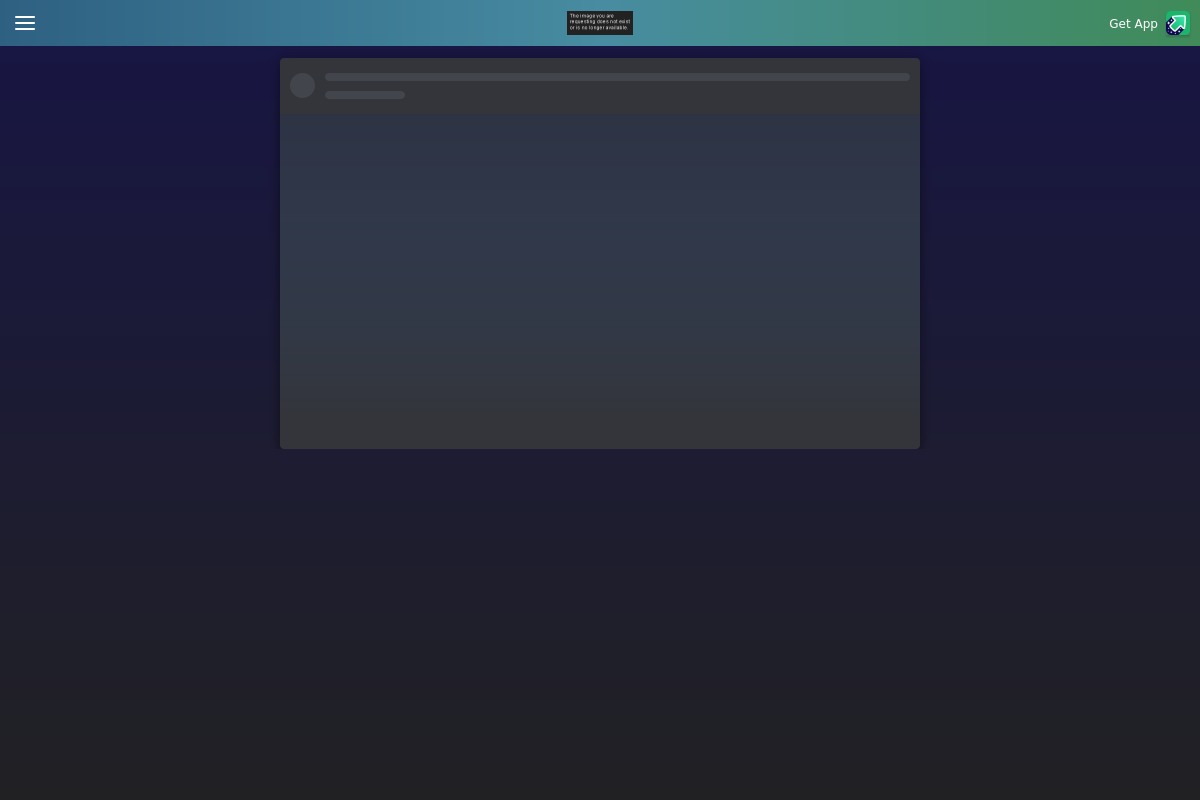 The image you are
requesting does not exist
or is no longer available.
Get App